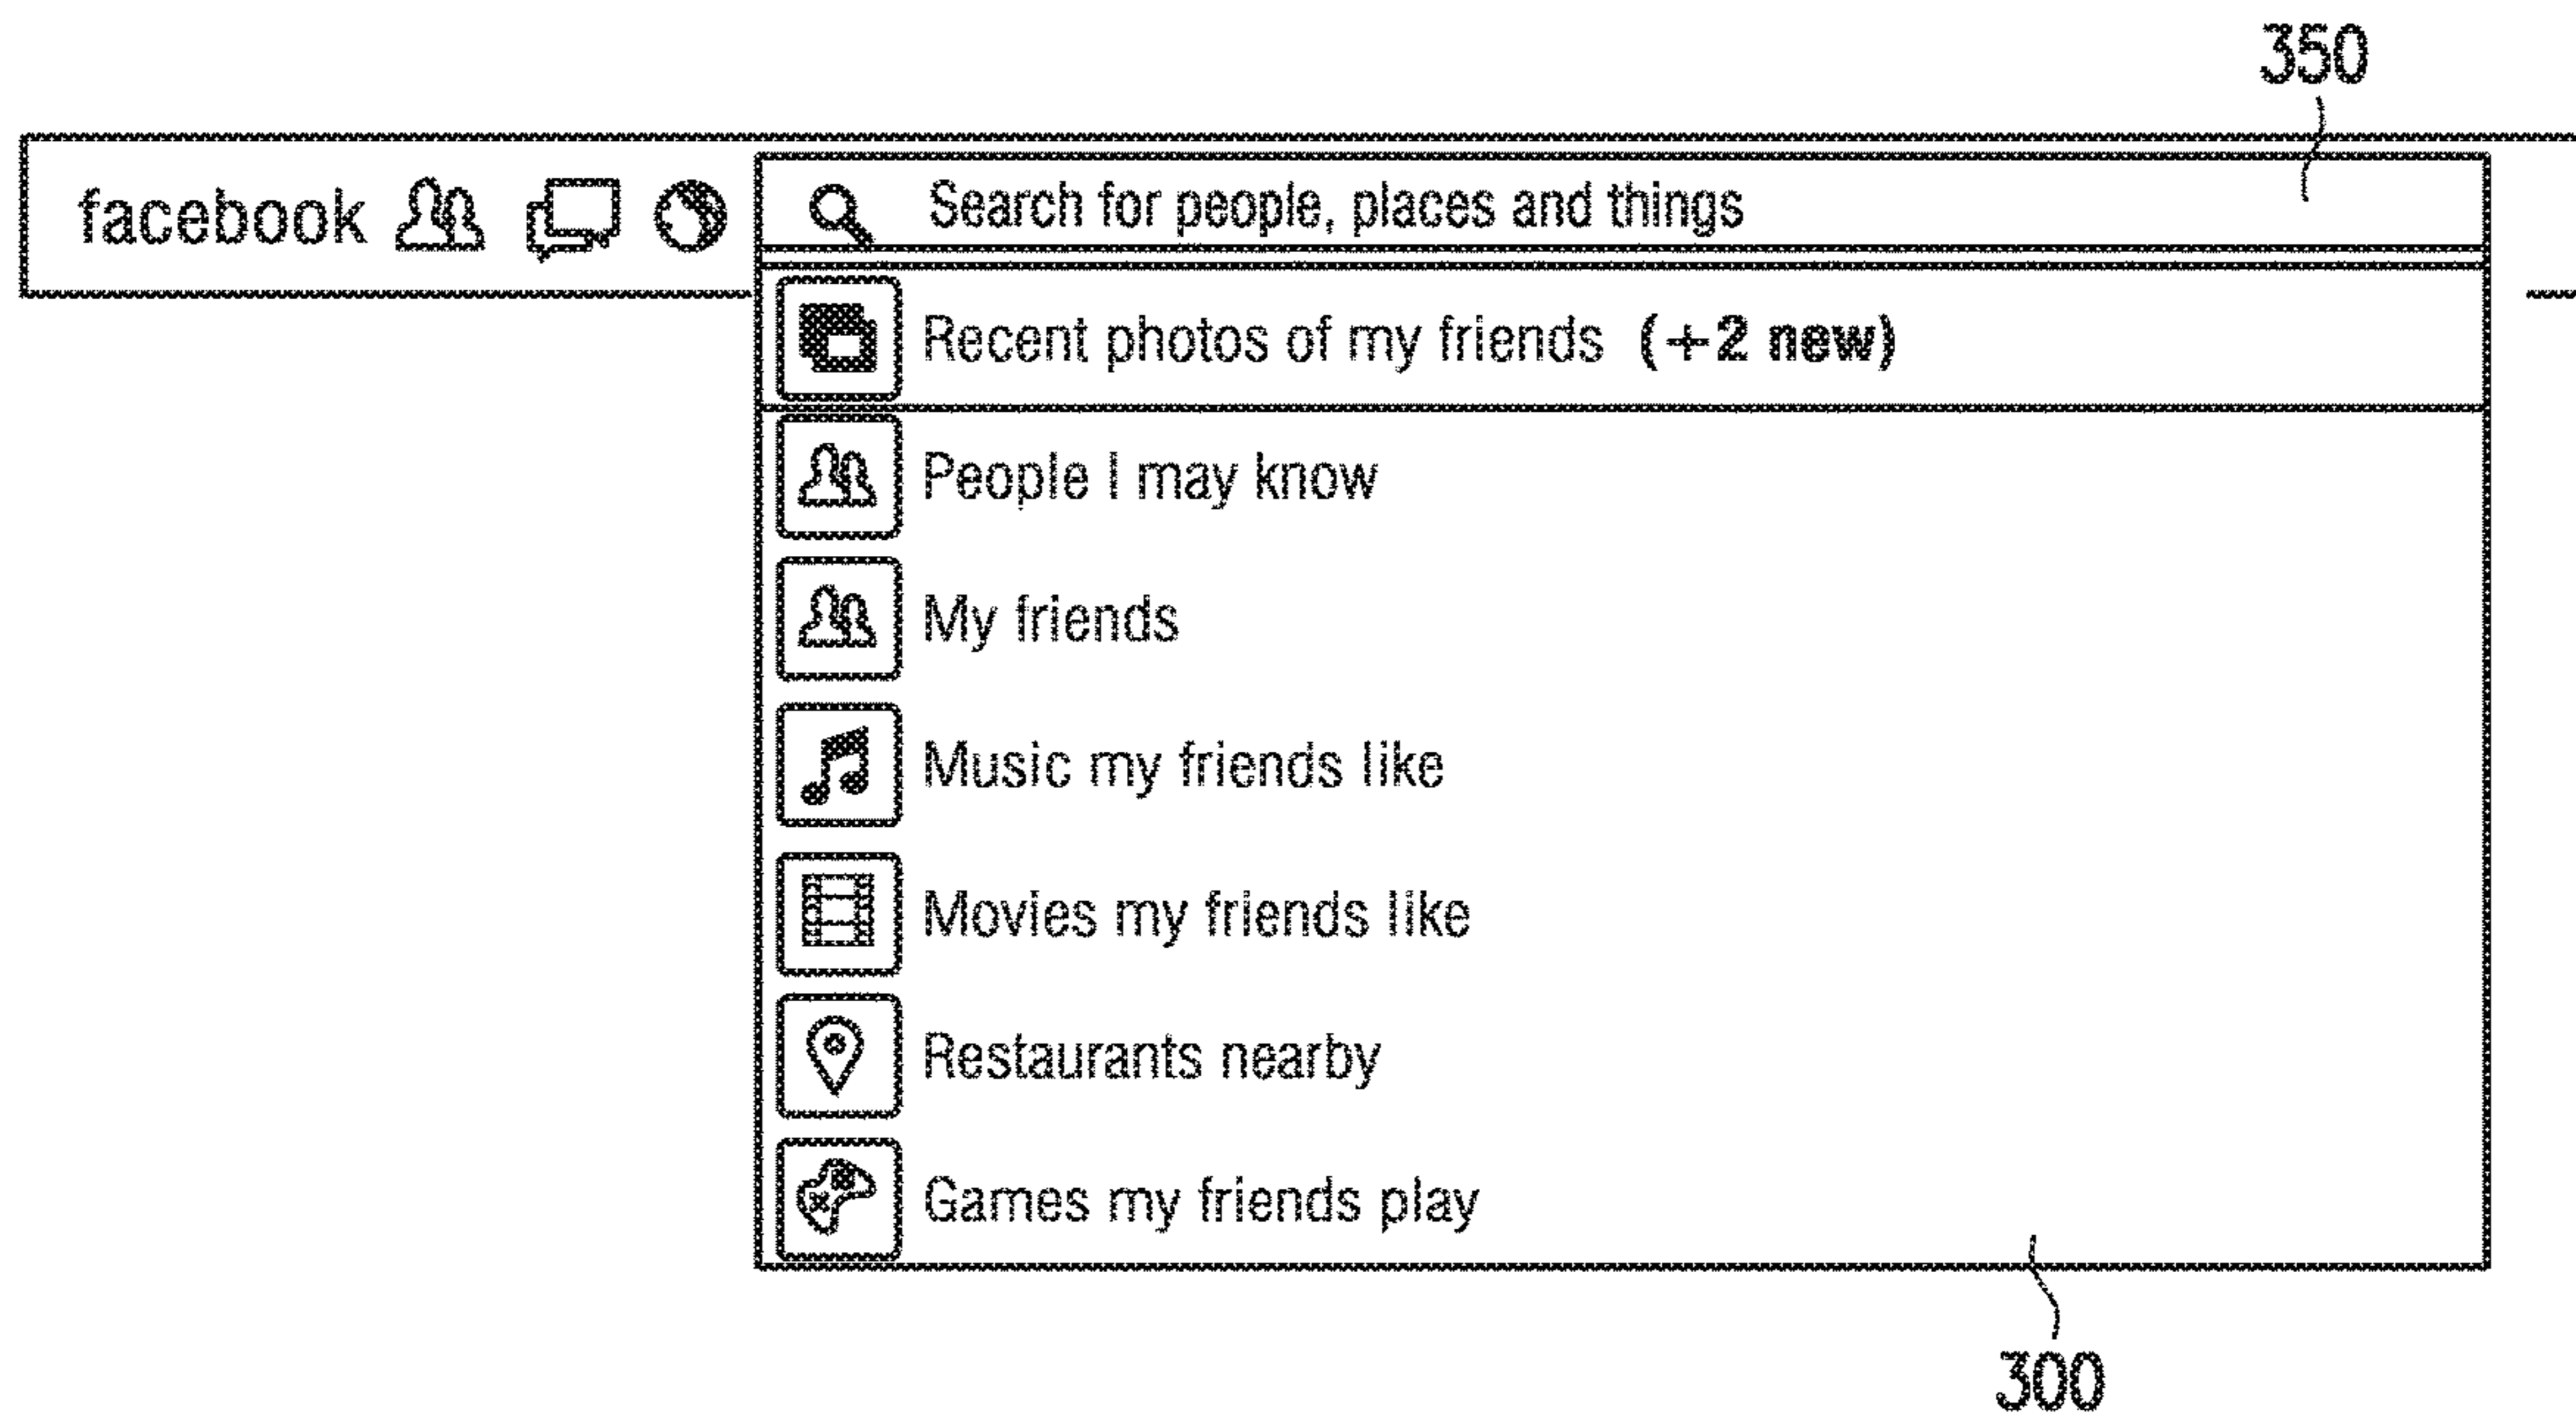 350
facebook
Search for people, places and things
Recent photos of my friends (+2 new)
People I may know
My friends
Music my friends like
Movies my friends like
Restaurants nearby
Games my friends play
300